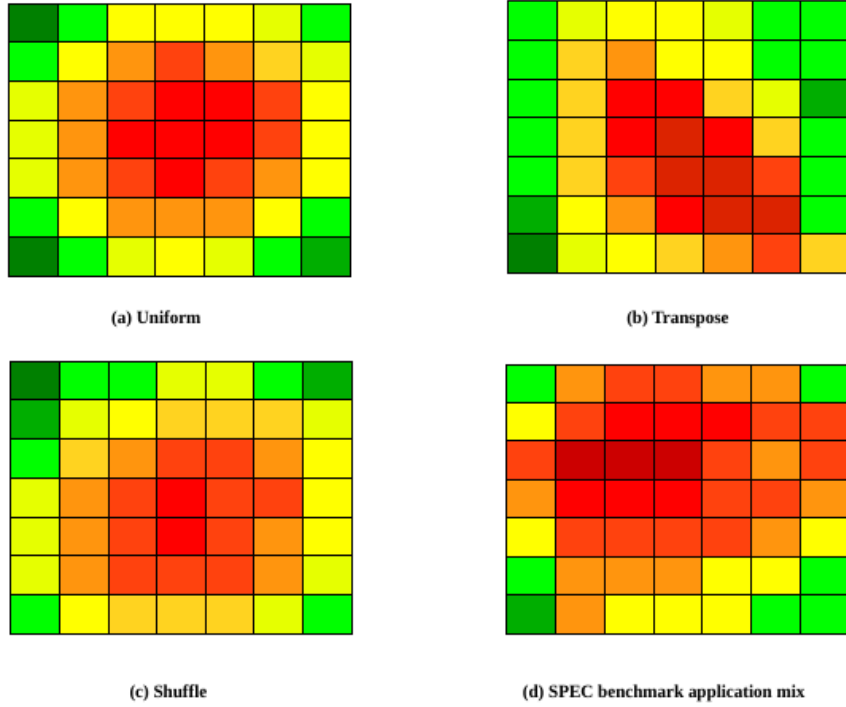 (a) Uniform
(b) Transpose
(c) Shuffle
(d) SPEC benchmark application mix